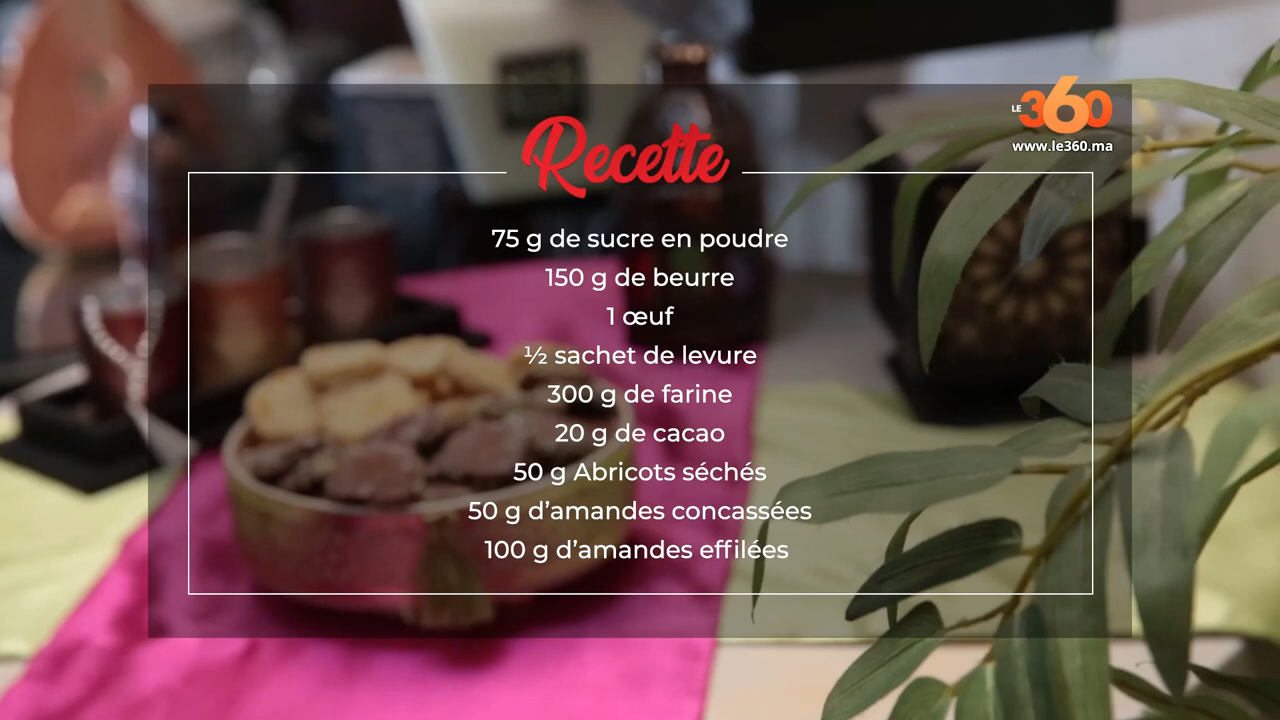 LE 360
www.le360.ma
Recette
75 g de sucre en poudre
150 g de beurre
1 œuf
½ sachet de levure
300 g de farine
20 g de cacao
50 g Abricots séchés
50 g d’amandes concassées
100 g d’amandes effilées